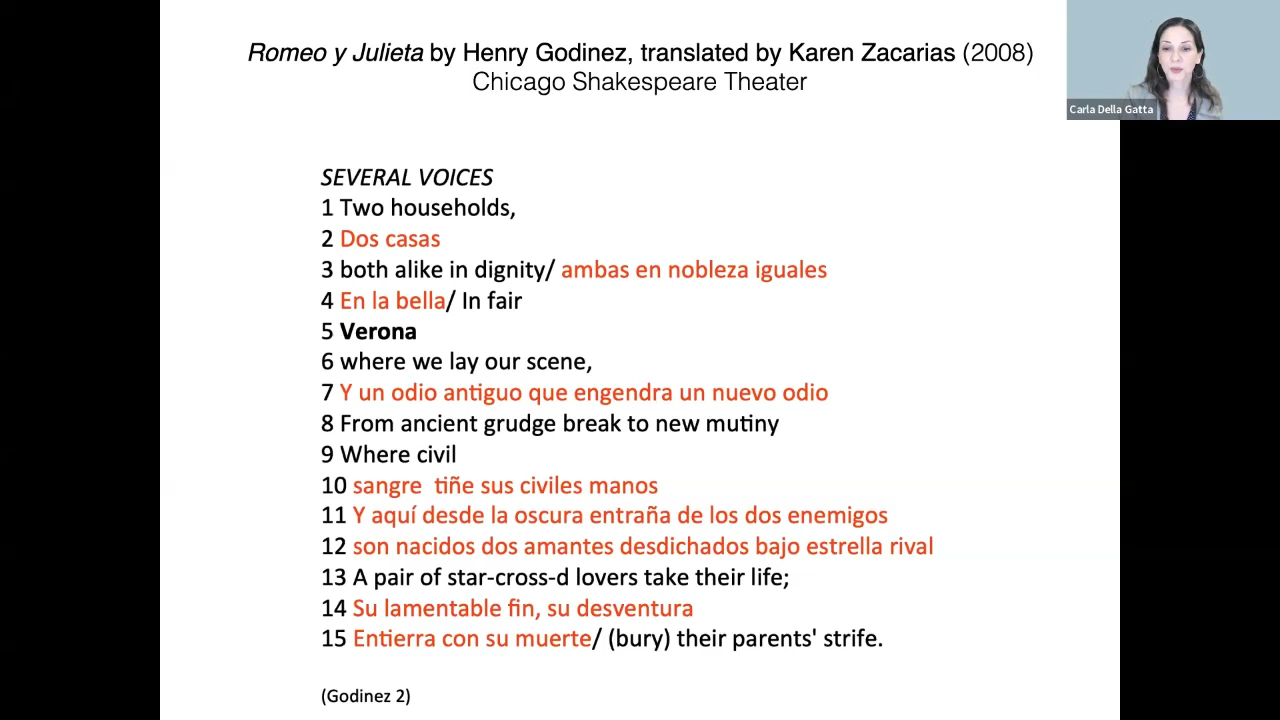 Romeo y Julieta by Henry Godinez, translated by Karen Zacarias (2008)
Chicago Shakespeare Theater
Carla Della Gatta
SEVERAL VOICES
1 Two households,
2 Dos casas
3 both alike in dignity/ ambas en nobleza iguales
4 En la bella/ In fair
5 Verona
6 where we lay our scene,
7 Y un odio antiguo que engendra un nuevo odio
8 From ancient grudge break to new mutiny
9 Where civil
10 sangre  tiñe sus civiles manos
11 Y aquí desde la oscura entraña de los dos enemigos
12 son nacidos dos amantes desdichados bajo estrella rival
13 A pair of star-cross-d lovers take their life;
14 Su lamentable fin, su desventura
15 Entierra con su muerte/ (bury) their parents' strife.
(Godinez 2)